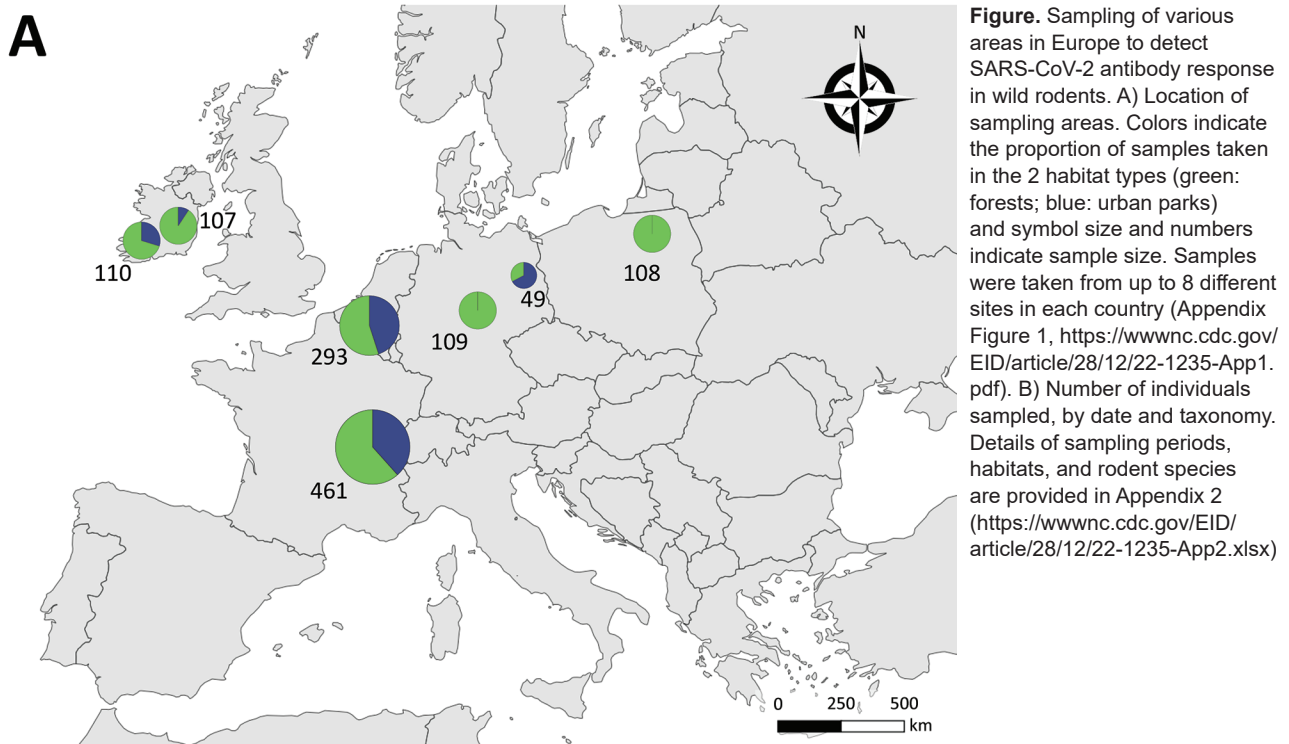 A
N
107
110
108
49
293
109
461
0 250 500
km
Figure. Sampling of various
areas in Europe to detect
SARS-CoV-2 antibody response
in wild rodents. A) Location of
sampling areas. Colors indicate
the proportion of samples taken
in the 2 habitat types (green:
forests; blue: urban parks)
and symbol size and numbers
indicate sample size. Samples
were taken from up to 8 different
sites in each country (Appendix
Figure 1, https://wwwnc.cdc.gov/
EID/article/28/12/22-1235-App1.
pdf). B) Number of individuals
sampled, by date and taxonomy.
Details of sampling periods,
habitats, and rodent species
are provided in Appendix 2
(https://wwwnc.cdc.gov/EID/
article/28/12/22-1235-App2.xlsx)